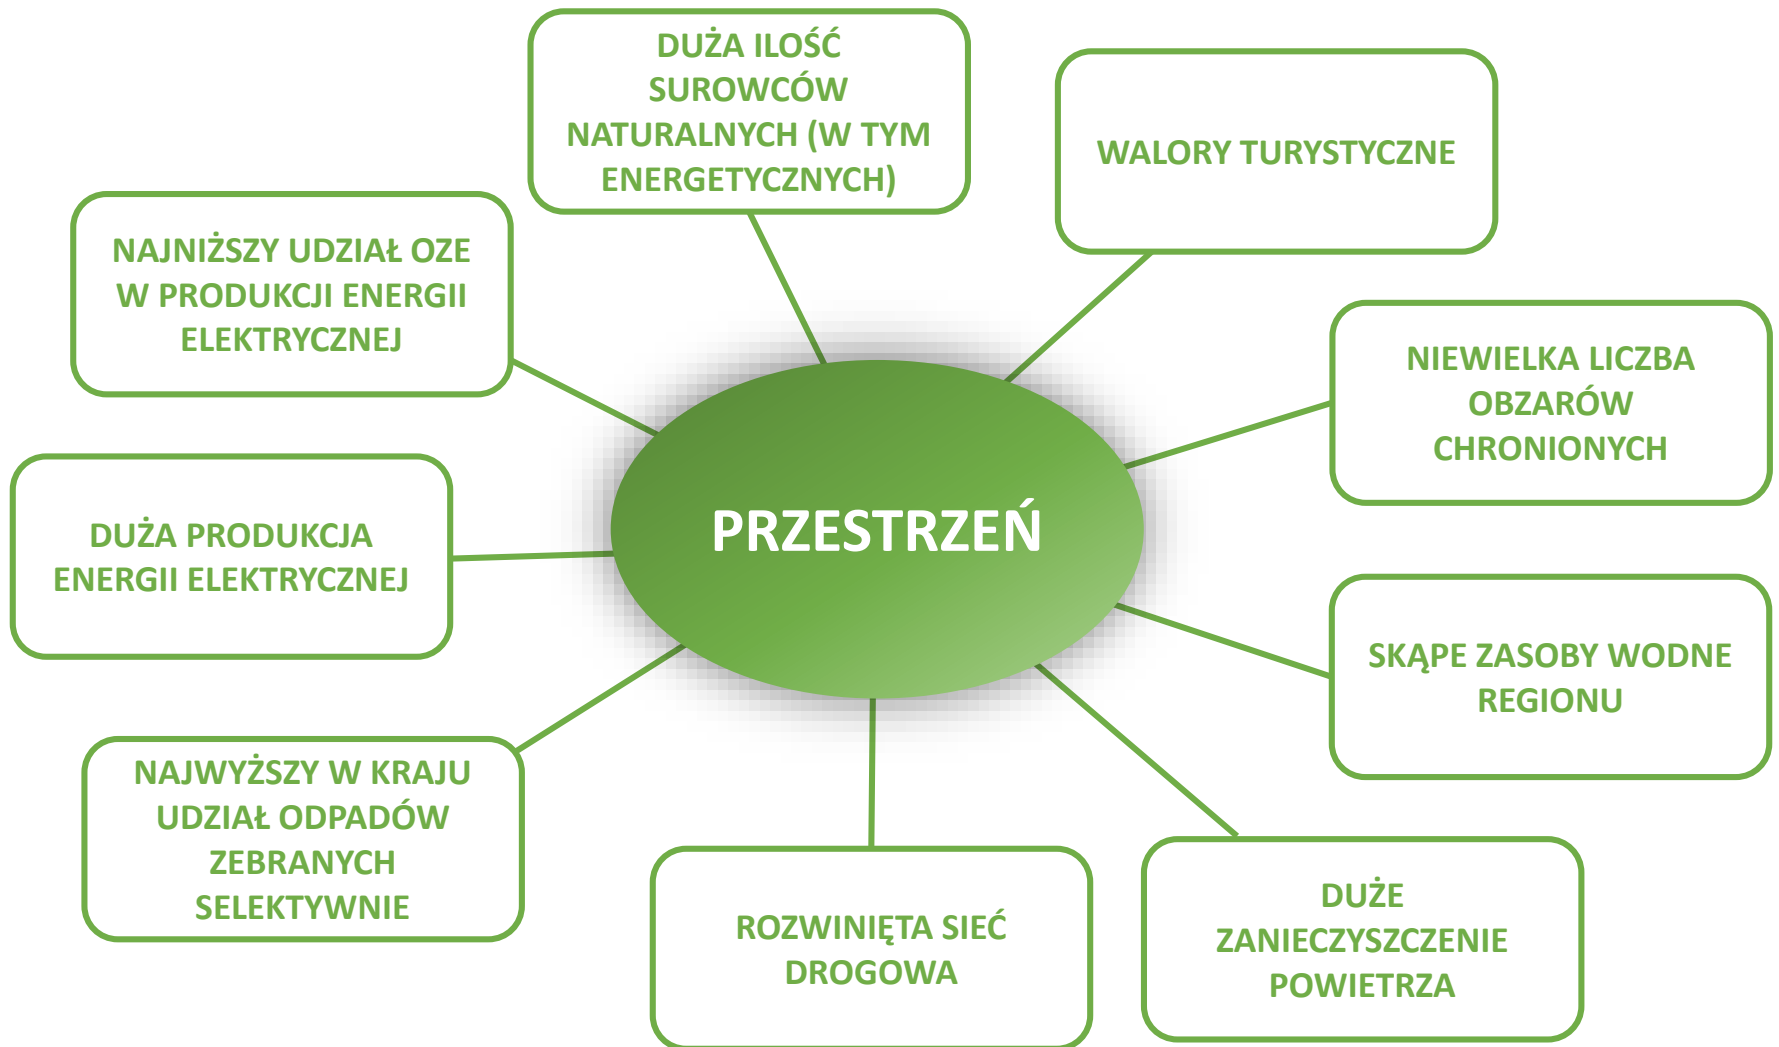 DUŻA ILOŚĆ
SUROWCÓW
NATURALNYCH (W TYM
ENERGETYCZNYCH)
WALORY TURYSTYCZNE
NAJNIŻSZY UDZIAŁ OZE
W PRODUKCJI ENERGII
ELEKTRYCZNEJ
NIEWIELKA LICZBA
OBZARÓW
CHRONIONYCH
PRZESTRZEŃ
DUŻA PRODUKCJA
ENERGII ELEKTRYCZNEJ
SKĄPE ZASOBY WODNE
REGIONU
NAJWYŻSZY W KRAJU
UDZIAŁ ODPADÓW
ZEBRANYCH
SELEKTYWNIE
ROZWINIĘTA SIEĆ
DROGOWA
DUŻE
ZANIECZYSZCZENIE
POWIETRZA